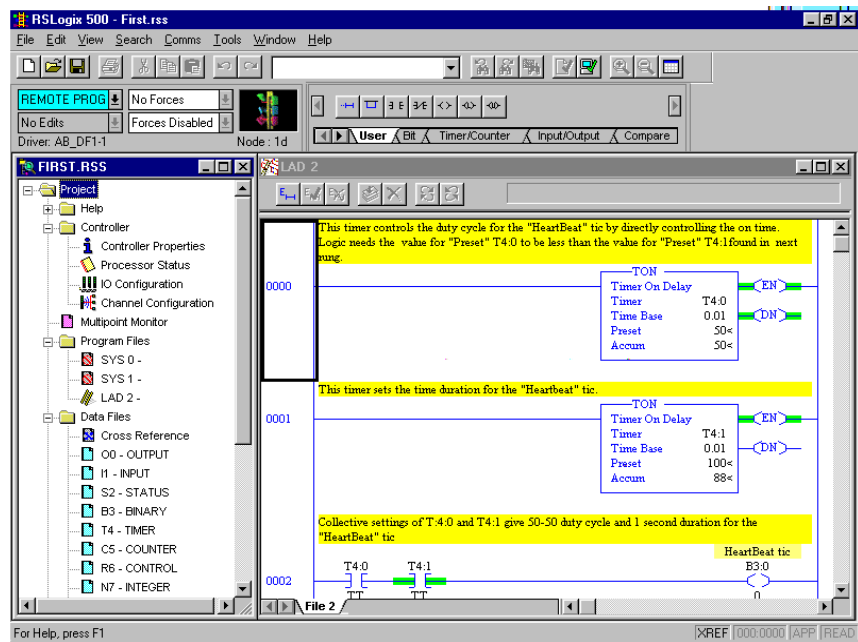 RSLogix 500 - First.rss
File Edit View Search Comms Tools Window Help
REMOTE PROG No Forces
No Edits Forces Disabled
Driver: AB_DF1-1 Node : 1d
User Bit Timer/Counter Input/Output Compare
FIRST.RSS
Project
Help
Controller
Controller Properties
Processor Status
IO Configuration
Channel Configuration
Multipoint Monitor
Program Files
SYS 0 -
SYS 1 -
LAD 2 -
Data Files
Cross Reference
O0 - OUTPUT
I1 - INPUT
S2 - STATUS
B3 - BINARY
T4 - TIMER
C5 - COUNTER
R6 - CONTROL
N7 - INTEGER
LAD 2
This timer controls the duty cycle for the "HeartBeat" tic by directly controlling the on time.
Logic needs the value for "Preset" T4:0 to be less than the value for "Preset" T4:1found in next
rung.
0000
TON
Timer On Delay EN
Timer T4:0
Time Base 0.01 DN
Preset 50<
Accum 50<
This timer sets the time duration for the "Heartbeat" tic.
0001
TON
Timer On Delay EN
Timer T4:1
Time Base 0.01 DN
Preset 100<
Accum 88<
Collective settings of T:4:0 and T4:1 give 50-50 duty cycle and 1 second duration for the
"HeartBeat" tic
HeartBeat tic
T4:0 T4:1 B3:0
0002
TT TT 0
File 2
For Help, press F1 XREF 000:0000 APP READ